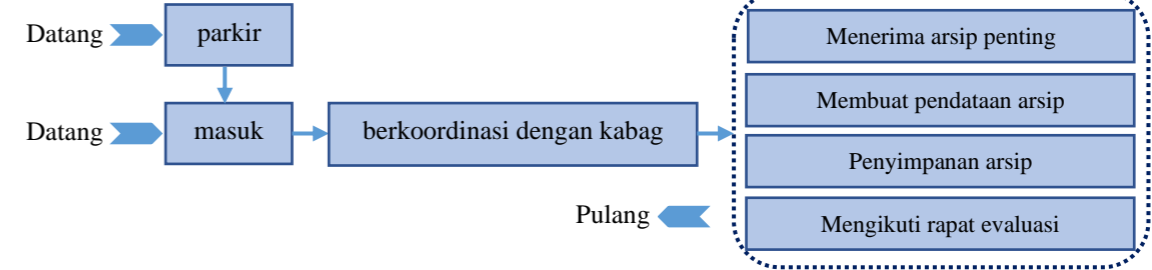 Datang
parkir
Datang
masuk
berkoordinasi dengan kabag
Menerima arsip penting
Membuat pendataan arsip
Penyimpanan arsip
Mengikuti rapat evaluasi
Pulang